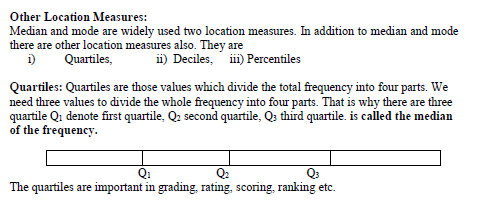 Other Location Measures:
Median and mode are widely used two location measures. In addition to median and mode
there are other location measures also. They are
i) Quartiles, ii) Deciles, iii) Percentiles
Quartiles: Quartiles are those values which divide the total frequency into four parts. We
need three values to divide the whole frequency into four parts. That is why there are three
quartile Q₁ denote first quartile, Q₂ second quartile, Q₃ third quartile. is called the median
of the frequency.
Q₁ Q₂ Q₃
The quartiles are important in grading, rating, scoring, ranking etc.